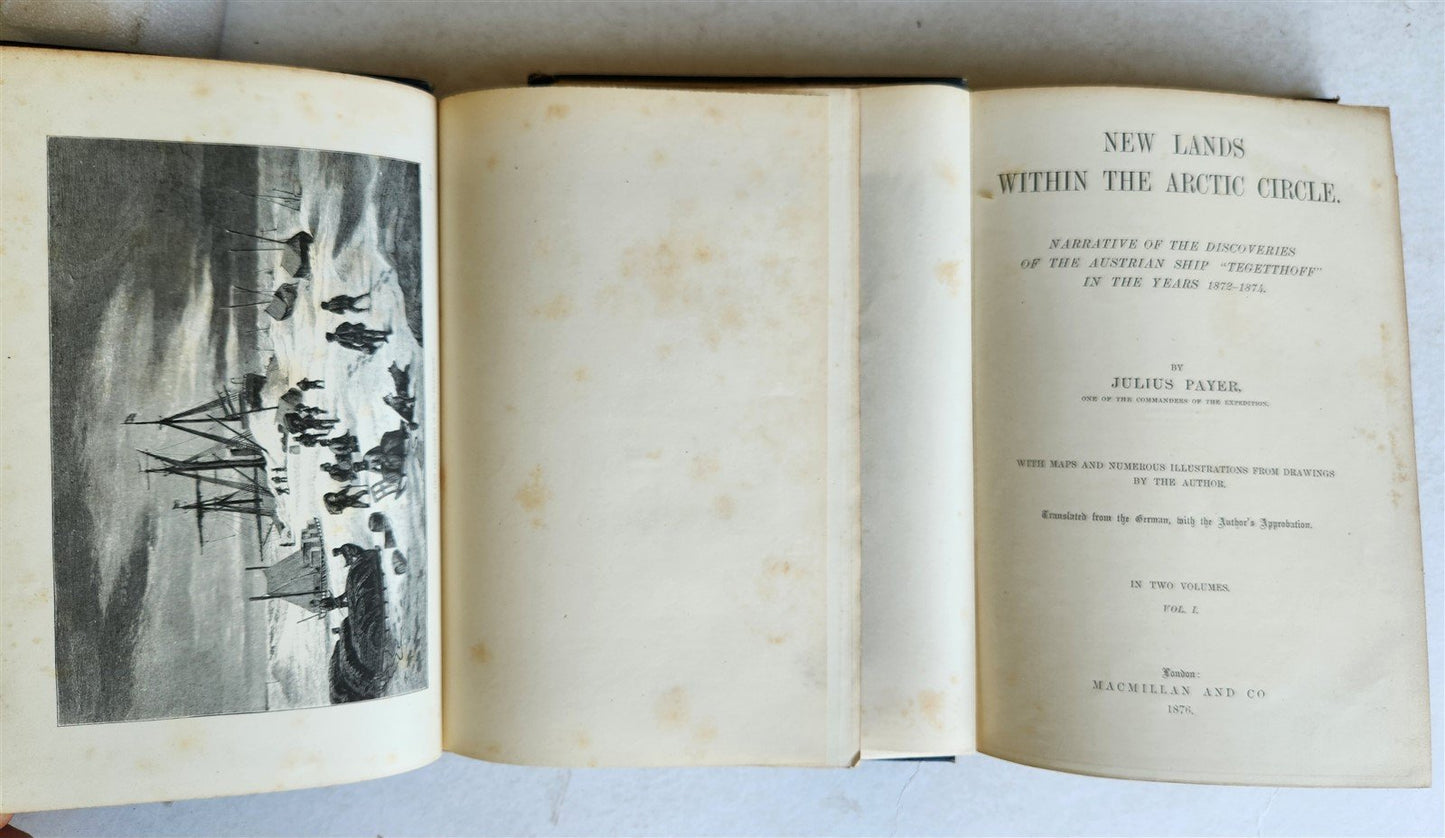 NEW LANDS
WITHIN THE ARCTIC CIRCLE.
NARRATIVE OF THE DISCOVERIES
OF THE AUSTRIAN SHIP "TEGETTHOFF"
IN THE YEARS 1872–1874.
BY
JULIUS PAYER,
ONE OF THE COMMANDERS OF THE EXPEDITION.
WITH MAPS AND NUMEROUS ILLUSTRATIONS FROM DRAWINGS
BY THE AUTHOR.
Translated from the German, with the Author's Approbation.
IN TWO VOLUMES.
VOL. I.
London:
MACMILLAN AND CO
1876.